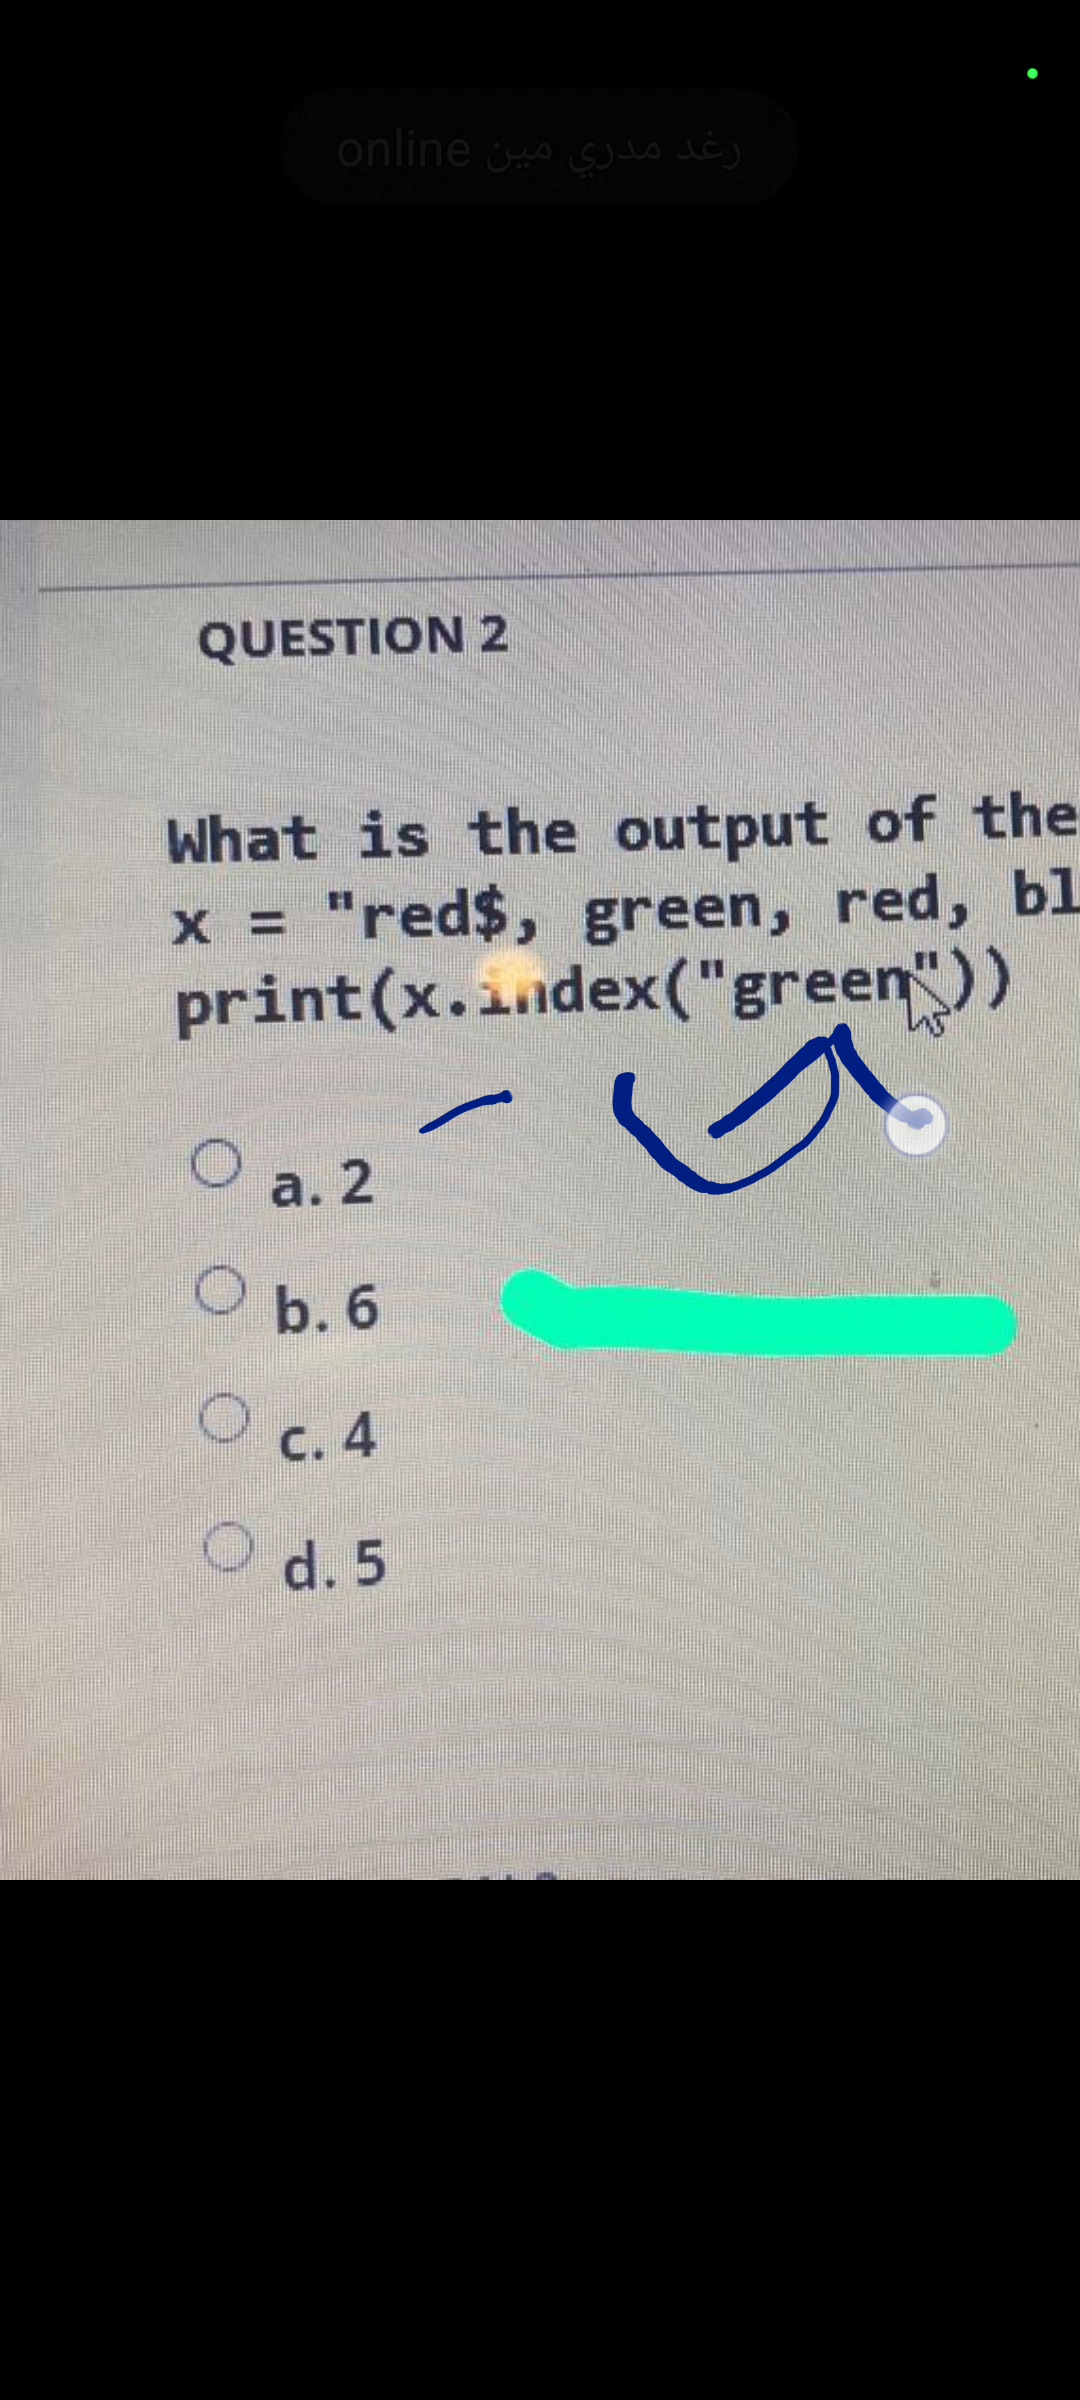 رغد مدري مين online
QUESTION 2
What is the output of the
x = "red$, green, red, bl
print(x.index("green"))
a. 2
b. 6
c. 4
d. 5